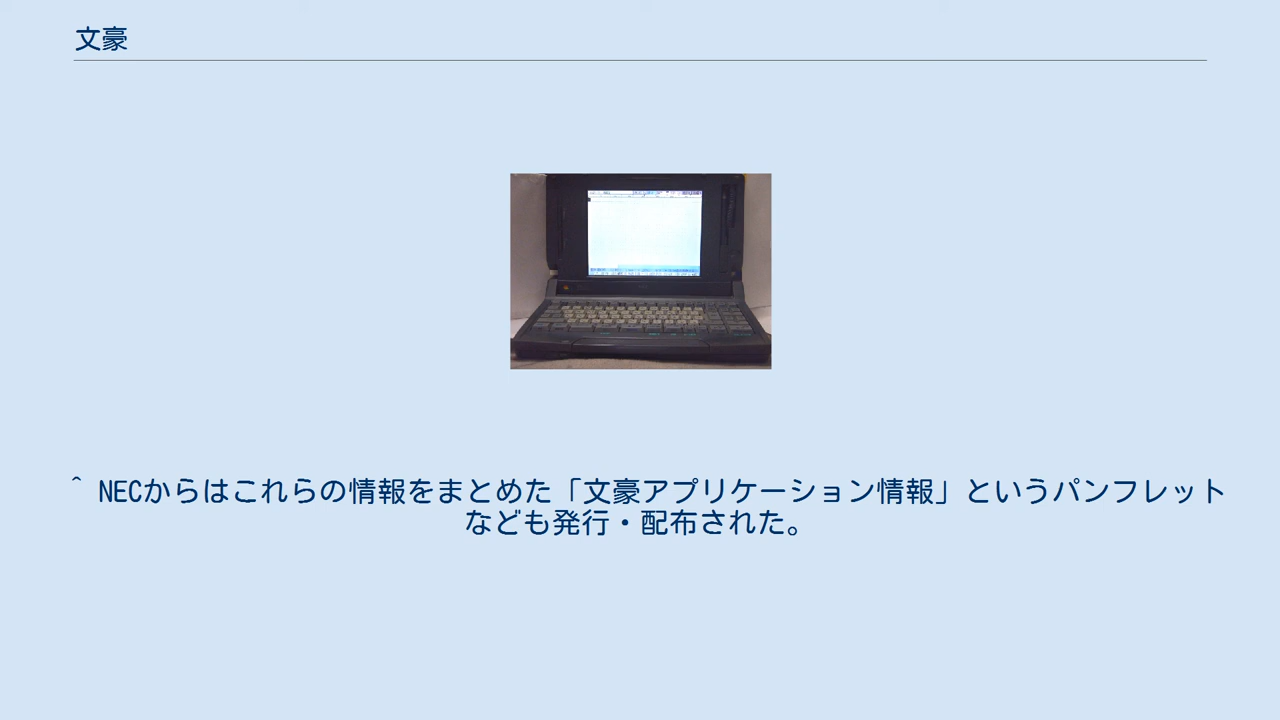 文豪
^ NECからはこれらの情報をまとめた「文豪アプリケーション情報」というパンフレット
なども発行・配布された。